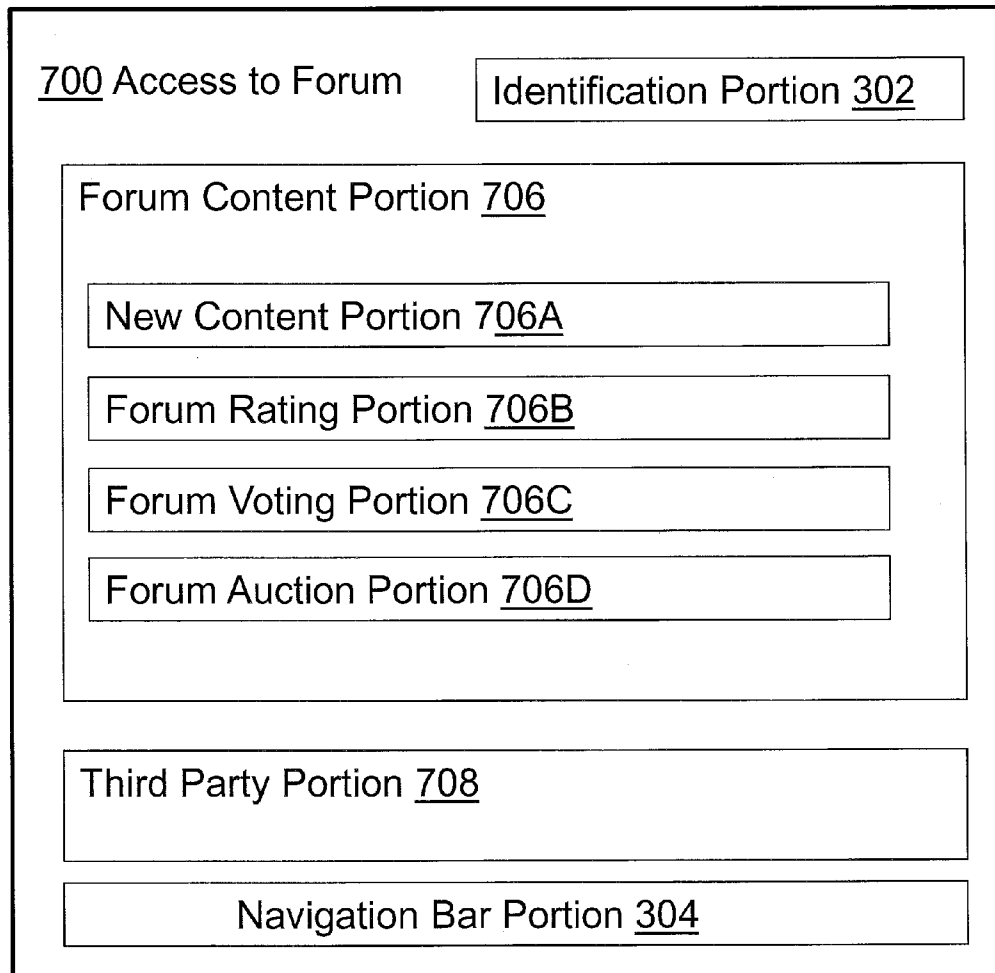 700 Access to Forum
Identification Portion 302
Forum Content Portion 706
New Content Portion 706A
Forum Rating Portion 706B
Forum Voting Portion 706C
Forum Auction Portion 706D
Third Party Portion 708
Navigation Bar Portion 304